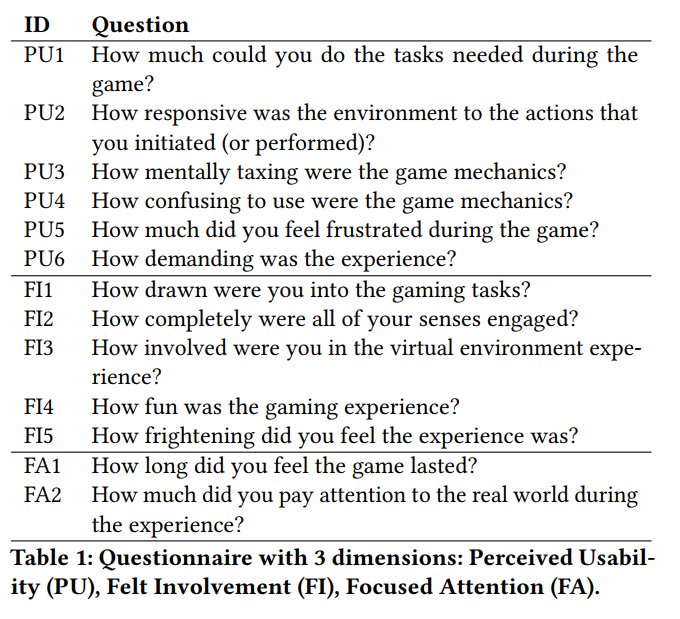 ID Question
PU1 How much could you do the tasks needed during the
game?
PU2 How responsive was the environment to the actions that
you initiated (or performed)?
PU3 How mentally taxing were the game mechanics?
PU4 How confusing to use were the game mechanics?
PU5 How much did you feel frustrated during the game?
PU6 How demanding was the experience?
FI1 How drawn were you into the gaming tasks?
FI2 How completely were all of your senses engaged?
FI3 How involved were you in the virtual environment expe-
rience?
FI4 How fun was the gaming experience?
FI5 How frightening did you feel the experience was?
FA1 How long did you feel the game lasted?
FA2 How much did you pay attention to the real world during
the experience?
Table 1: Questionnaire with 3 dimensions: Perceived Usabil-
ity (PU), Felt Involvement (FI), Focused Attention (FA).